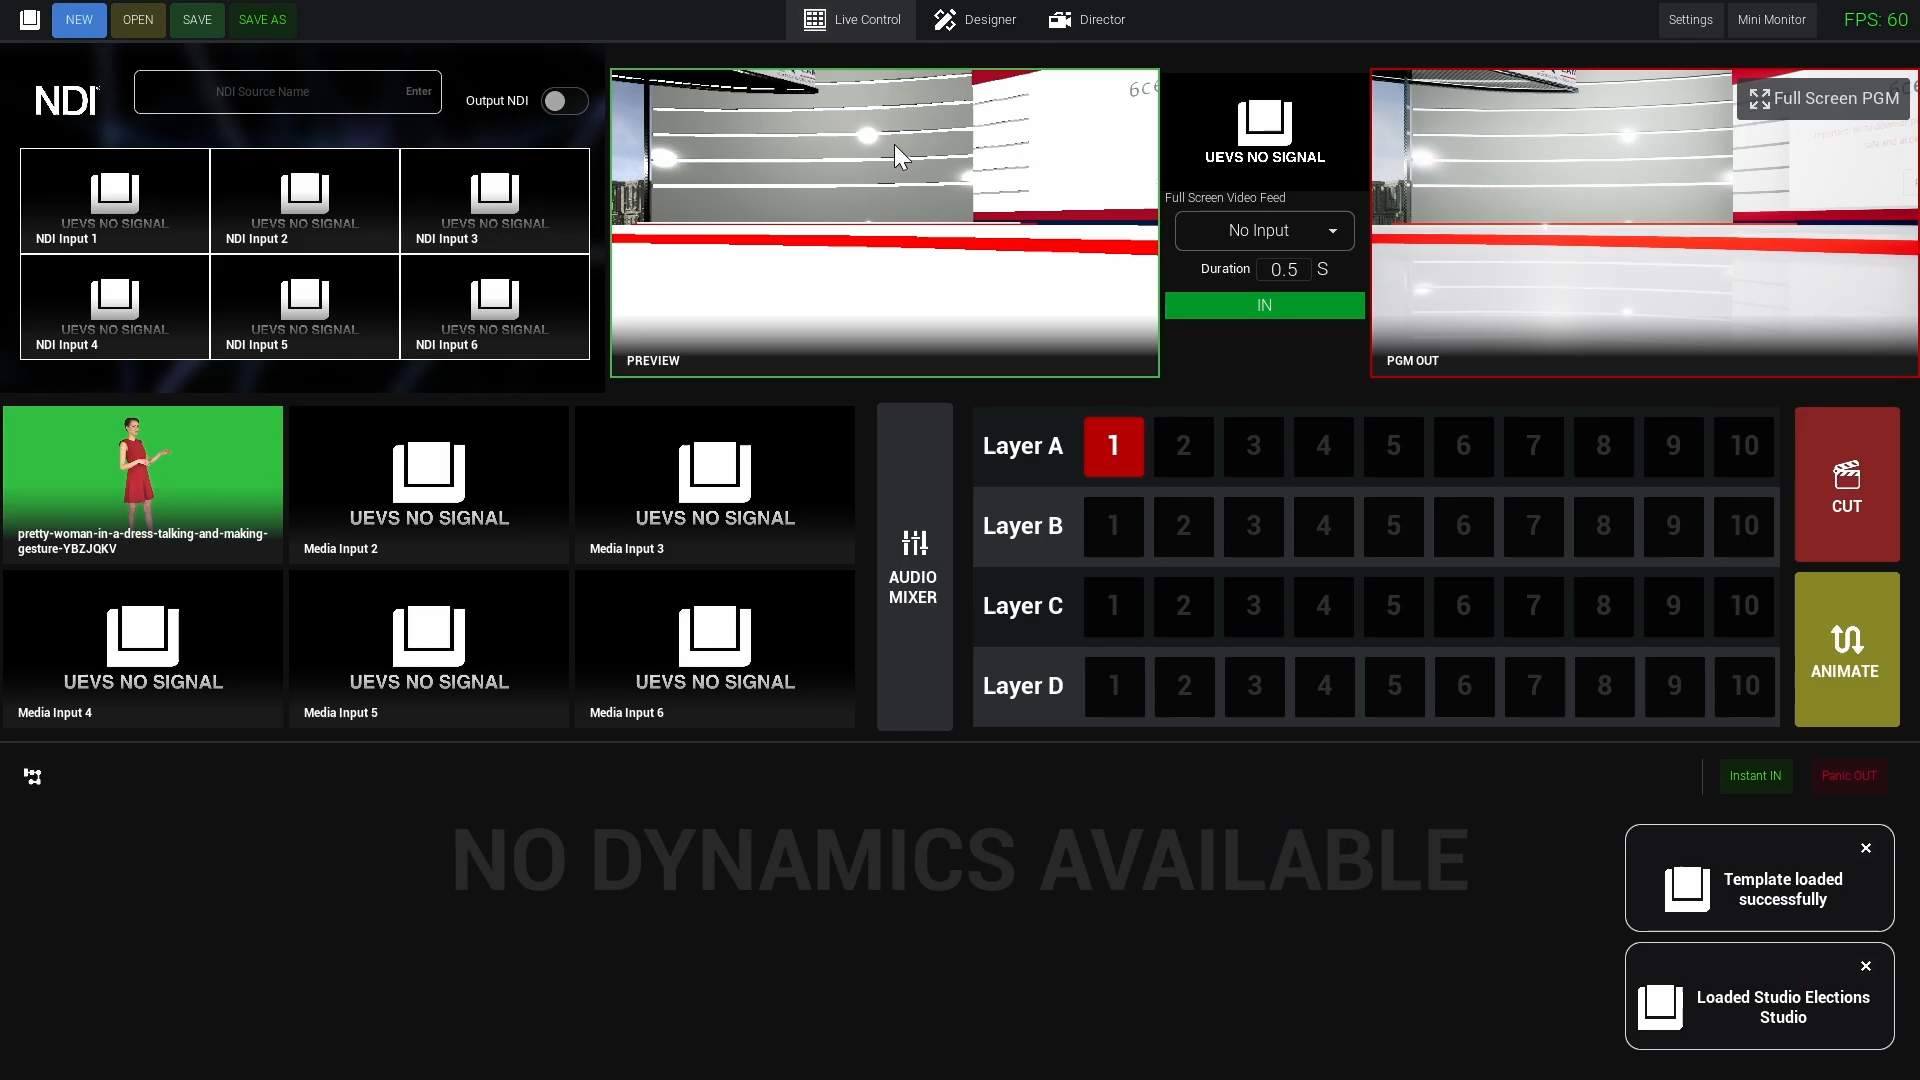 NEW OPEN SAVE SAVE AS Live Control Designer Director Settings Mini Monitor FPS: 60
NDI NDI Source Name Enter Output NDI
UEVS NO SIGNAL
NDI Input 1
UEVS NO SIGNAL
NDI Input 2
UEVS NO SIGNAL
NDI Input 3
UEVS NO SIGNAL
NDI Input 4
UEVS NO SIGNAL
NDI Input 5
UEVS NO SIGNAL
NDI Input 6
PREVIEW
UEVS NO SIGNAL
Full Screen Video Feed
No Input
Duration 0.5 S
IN
Full Screen PGM
PGM OUT
pretty-woman-in-a-dress-talking-and-making-
gesture-YBZJQKV
UEVS NO SIGNAL
Media Input 2
UEVS NO SIGNAL
Media Input 3
UEVS NO SIGNAL
Media Input 4
UEVS NO SIGNAL
Media Input 5
UEVS NO SIGNAL
Media Input 6
AUDIO
MIXER
Layer A 1 2 3 4 5 6 7 8 9 10
Layer B 1 2 3 4 5 6 7 8 9 10
Layer C 1 2 3 4 5 6 7 8 9 10
Layer D 1 2 3 4 5 6 7 8 9 10
CUT
ANIMATE
Instant IN Panic OUT
NO DYNAMICS AVAILABLE
Template loaded
successfully
Loaded Studio Elections
Studio